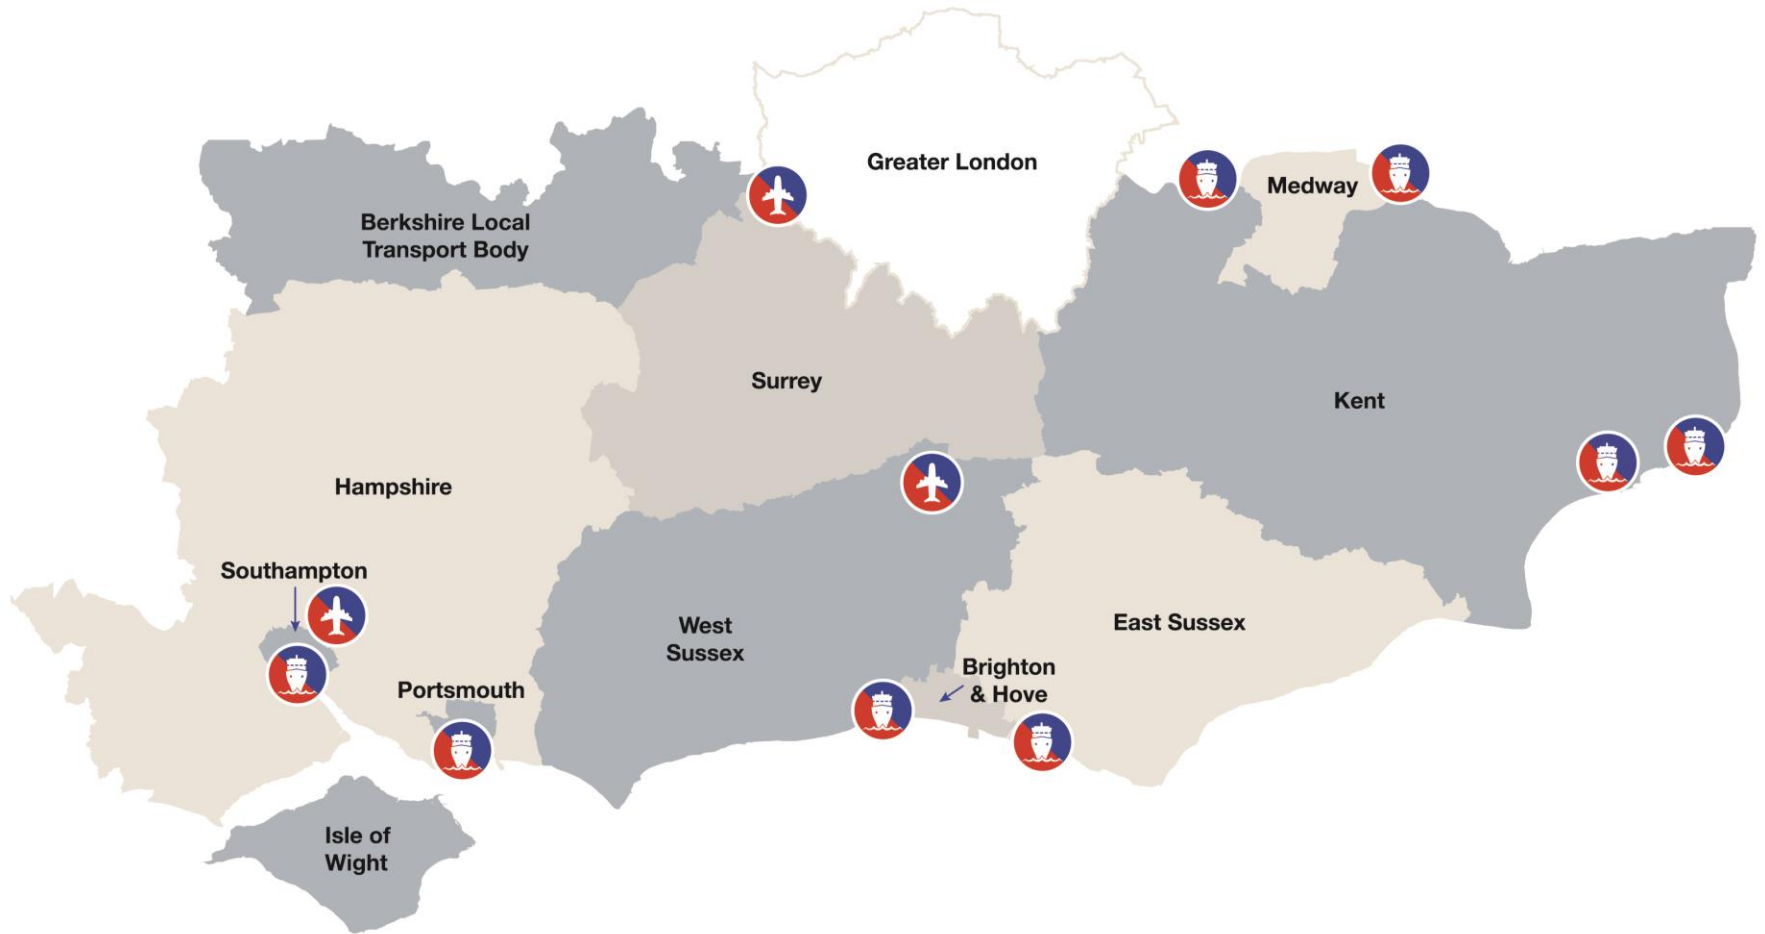 Greater London
Medway
Berkshire Local
Transport Body
Surrey
Kent
Hampshire
Southampton
West
Sussex
East Sussex
Brighton
& Hove
Portsmouth
Isle of
Wight